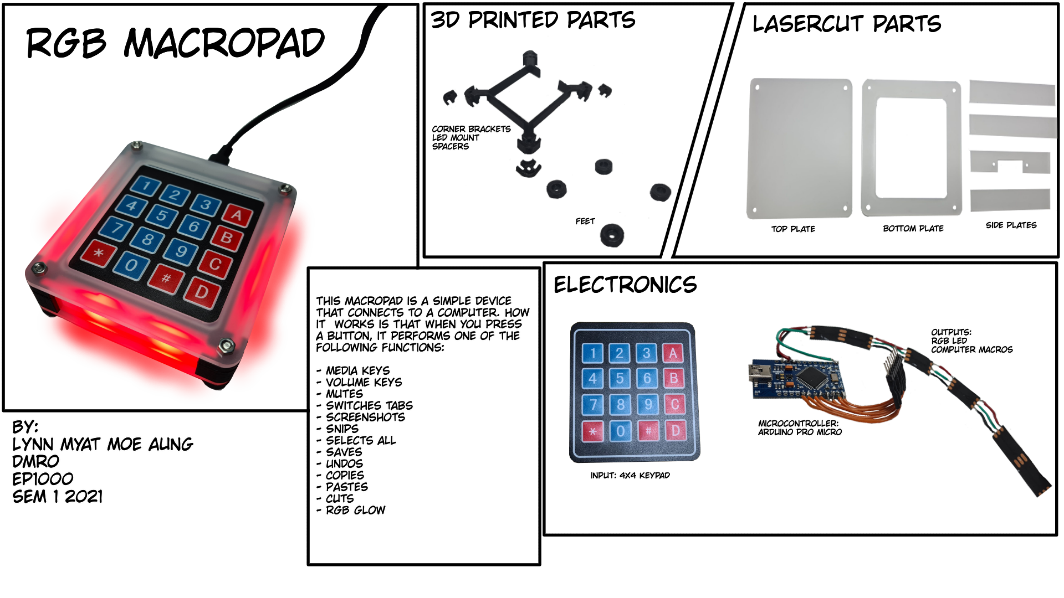 RGB MACROPAD
1 2 3 A
4 5 6 B
7 8 9 C
* 0 # D
BY:
LYNN MYAT MOE AUNG
DMRO
EP1000
SEM 1 2021
THIS MACROPAD IS A SIMPLE DEVICE
THAT CONNECTS TO A COMPUTER. HOW
IT WORKS IS THAT WHEN YOU PRESS
A BUTTON, IT PERFORMS ONE OF THE
FOLLOWING FUNCTIONS:
- MEDIA KEYS
- VOLUME KEYS
- MUTES
- SWITCHES TABS
- SCREENSHOTS
- SNIPS
- SELECTS ALL
- SAVES
- UNDOS
- COPIES
- PASTES
- CUTS
- RGB GLOW
3D PRINTED PARTS
CORNER BRACKETS
LED MOUNT
SPACERS
FEET
LASERCUT PARTS
TOP PLATE
BOTTOM PLATE
SIDE PLATES
ELECTRONICS
1 2 3 A
4 5 6 B
7 8 9 C
* 0 # D
INPUT: 4X4 KEYPAD
MICROCONTROLLER:
ARDUINO PRO MICRO
OUTPUTS:
RGB LED
COMPUTER MACROS